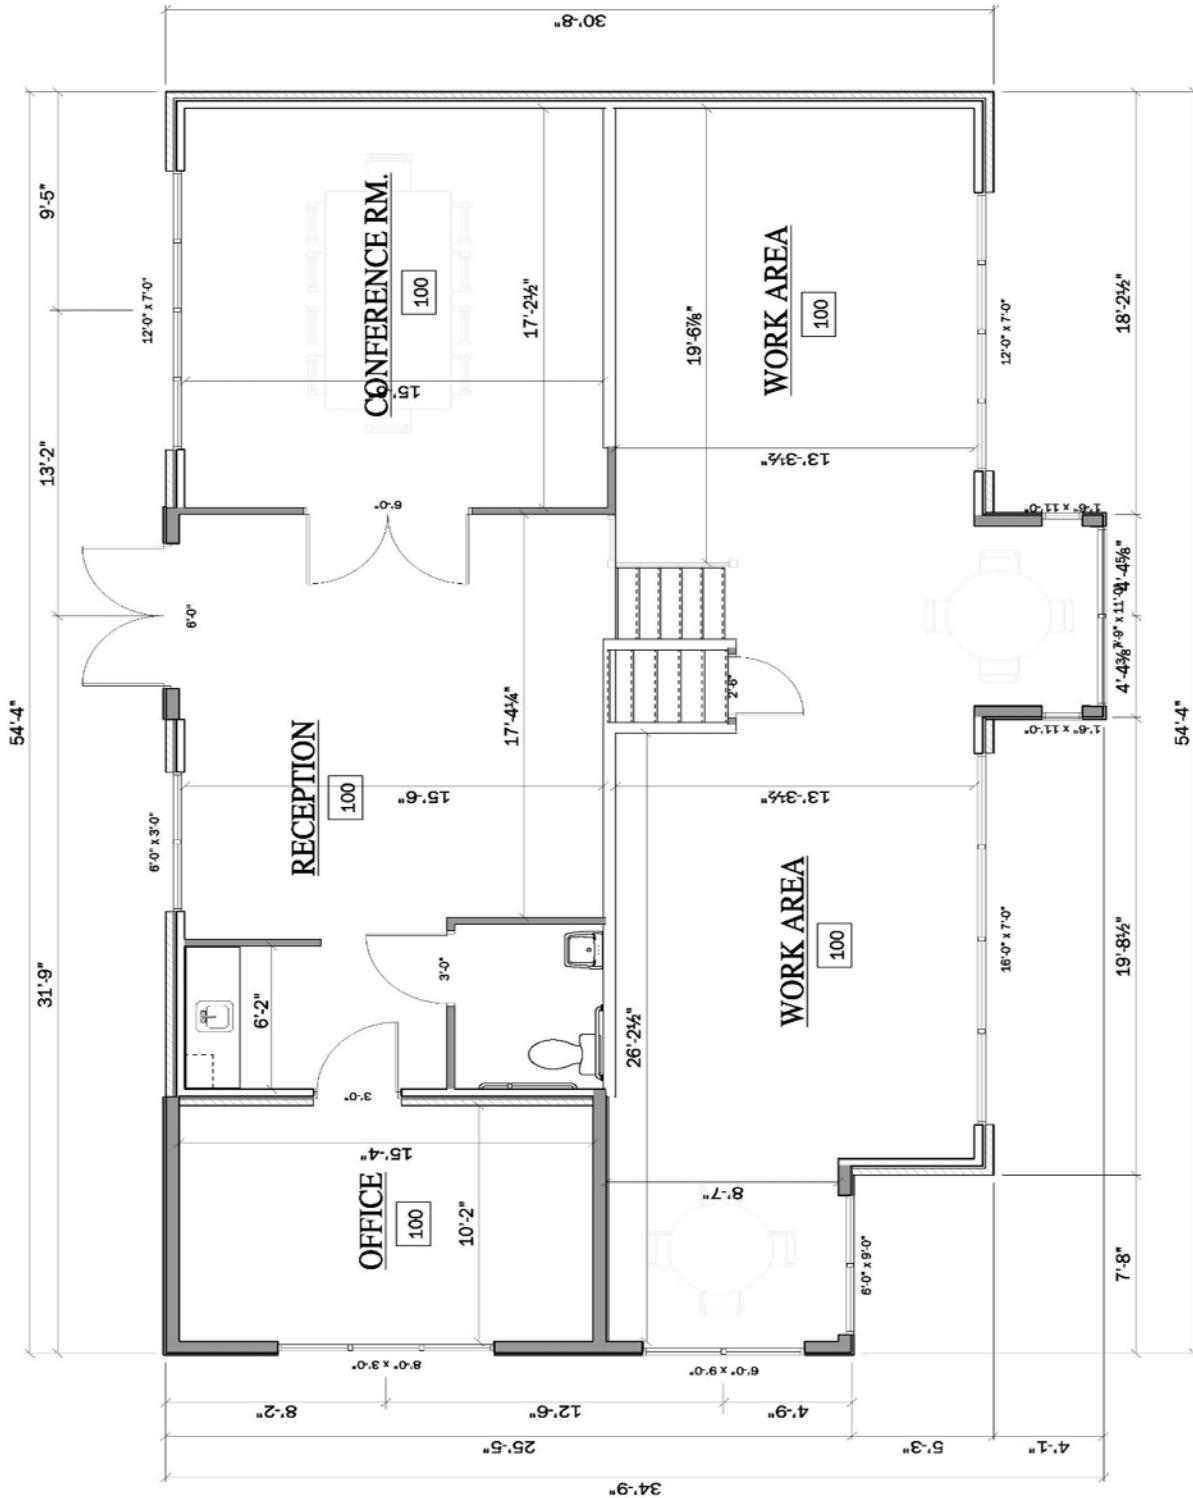 30'-8"
54'-4"
9'-5"
13'-2"
31'-9"
12'-0" x 7'-0"
CONFERENCE RM.
100
17'-2½"
6'-0"
19'-6⅞"
WORK AREA
100
13'-3½"
12'-0" x 7'-0"
18'-2½"
6'-0"
1'-6" x 11'-0"
4'-4⅝"
4'-4⅜"
1'-6" x 11'-0"
2'-6"
17'-4¼"
RECEPTION
100
15'-6"
6'-0" x 3'-0"
13'-3½"
WORK AREA
100
16'-0" x 7'-0"
19'-8½"
54'-4"
6'-2"
3'-0"
26'-2½"
3'-0"
15'-4"
OFFICE
100
10'-2"
8'-7"
6'-0" x 9'-0"
7'-8"
8'-0" x 3'-0"
6'-0" x 9'-0"
8'-2"
12'-6"
4'-9"
25'-5"
5'-3"
4'-1"
34'-9"